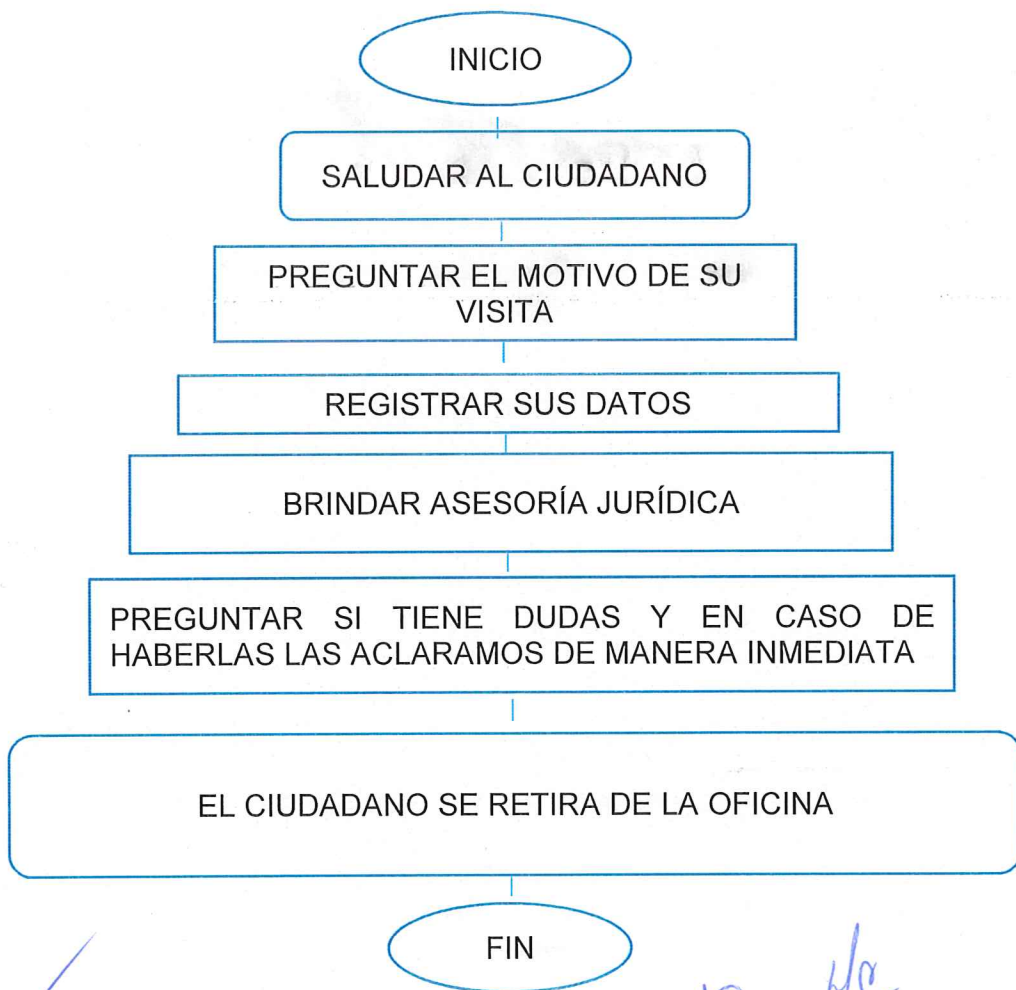 INICIO
SALUDAR AL CIUDADANO
PREGUNTAR EL MOTIVO DE SU
VISITA
REGISTRAR SUS DATOS
BRINDAR ASESORÍA JURÍDICA
PREGUNTAR SI TIENE DUDAS Y EN CASO DE
HABERLAS LAS ACLARAMOS DE MANERA INMEDIATA
EL CIUDADANO SE RETIRA DE LA OFICINA
FIN